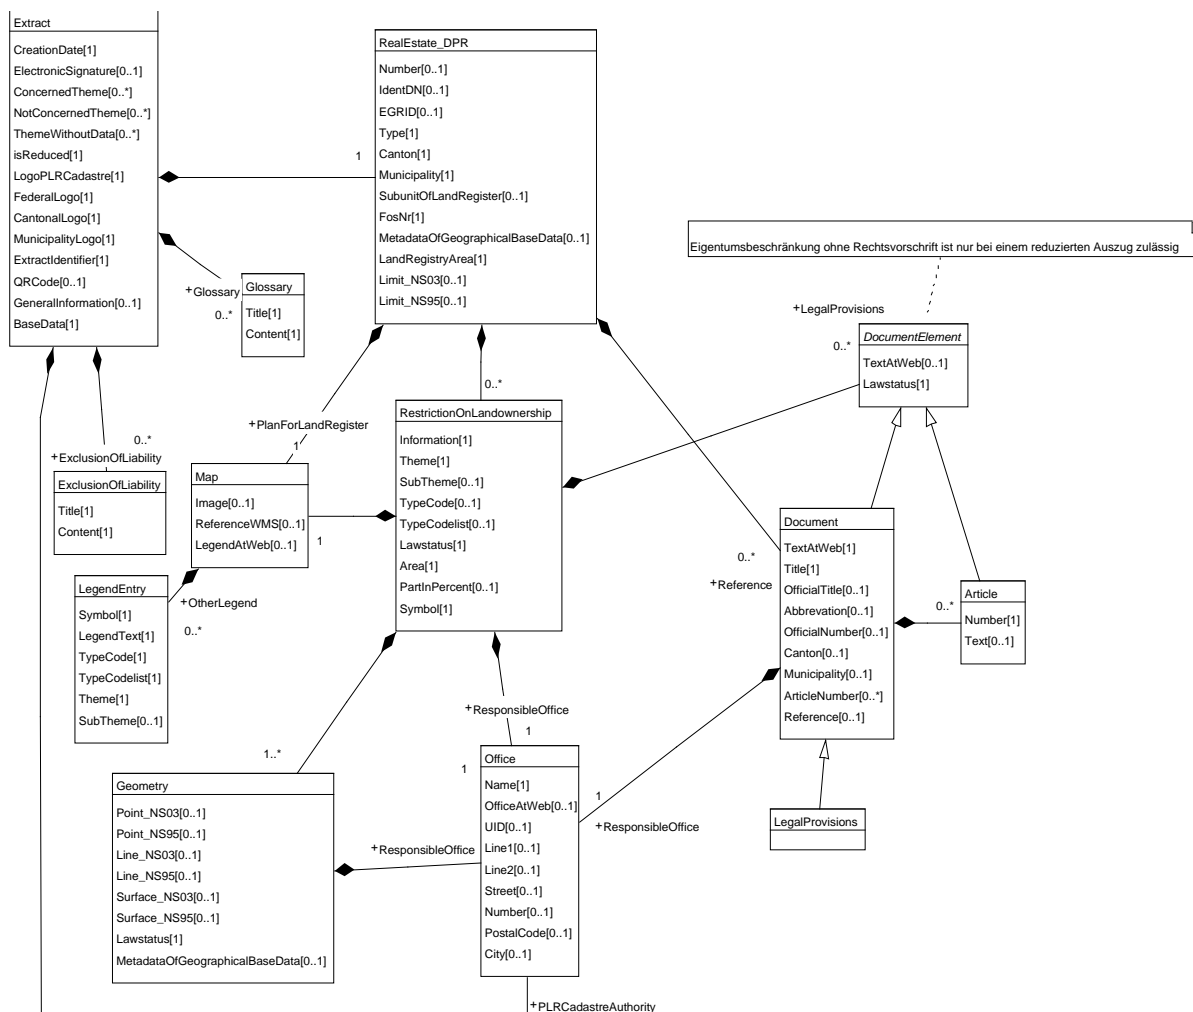 Extract
CreationDate[1]
ElectronicSignature[0..1]
ConcernedTheme[0..*]
NotConcernedTheme[0..*]
ThemeWithoutData[0..*]
isReduced[1]
LogoPLRCadastre[1]
FederalLogo[1]
CantonalLogo[1]
MunicipalityLogo[1]
ExtractIdentifier[1]
QRCode[0..1]
GeneralInformation[0..1]
BaseData[1]
1
RealEstate_DPR
Number[0..1]
IdentDN[0..1]
EGRID[0..1]
Type[1]
Canton[1]
Municipality[1]
SubunitOfLandRegister[0..1]
FosNr[1]
MetadataOfGeographicalBaseData[0..1]
LandRegistryArea[1]
Limit_NS03[0..1]
Limit_NS95[0..1]
+Glossary
0..*
Glossary
Title[1]
Content[1]
Eigentumsbeschränkung ohne Rechtsvorschrift ist nur bei einem reduzierten Auszug zulässig
+LegalProvisions
0..*
DocumentElement
TextAtWeb[0..1]
Lawstatus[1]
0..*
+ExclusionOfLiability
ExclusionOfLiability
Title[1]
Content[1]
+PlanForLandRegister
1
Map
Image[0..1]
ReferenceWMS[0..1]
LegendAtWeb[0..1]
1
0..*
RestrictionOnLandownership
Information[1]
Theme[1]
SubTheme[0..1]
TypeCode[0..1]
TypeCodelist[0..1]
Lawstatus[1]
Area[1]
PartInPercent[0..1]
Symbol[1]
0..*
+Reference
Document
TextAtWeb[1]
Title[1]
OfficialTitle[0..1]
Abbrevation[0..1]
OfficialNumber[0..1]
Canton[0..1]
Municipality[0..1]
ArticleNumber[0..*]
Reference[0..1]
0..*
Article
Number[1]
Text[0..1]
LegendEntry
Symbol[1]
LegendText[1]
TypeCode[1]
TypeCodelist[1]
Theme[1]
SubTheme[0..1]
+OtherLegend
0..*
+ResponsibleOffice
1
1..*
Geometry
Point_NS03[0..1]
Point_NS95[0..1]
Line_NS03[0..1]
Line_NS95[0..1]
Surface_NS03[0..1]
Surface_NS95[0..1]
Lawstatus[1]
MetadataOfGeographicalBaseData[0..1]
1
+ResponsibleOffice
Office
Name[1]
OfficeAtWeb[0..1]
UID[0..1]
Line1[0..1]
Line2[0..1]
Street[0..1]
Number[0..1]
PostalCode[0..1]
City[0..1]
1
+ResponsibleOffice
LegalProvisions
+PLRCadastreAuthority